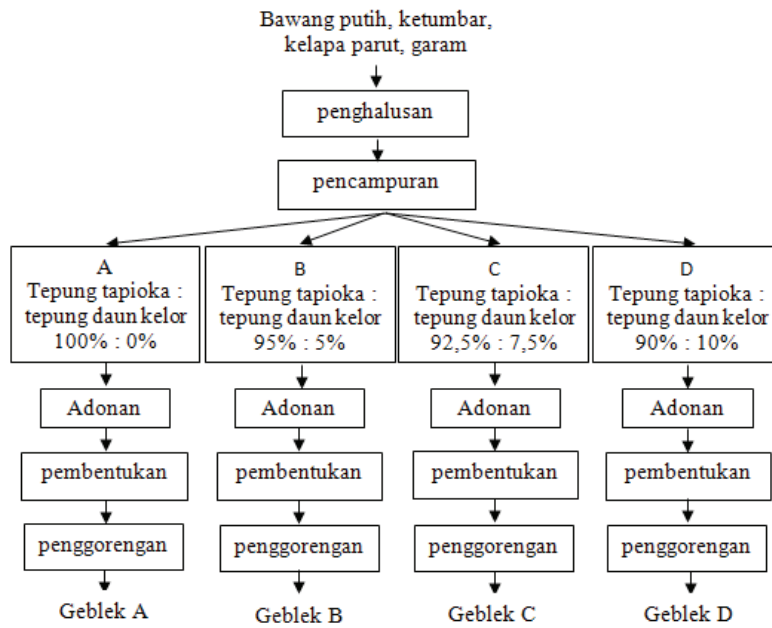 Bawang putih, ketumbar,
kelapa parut, garam
penghalusan
pencampuran
A
Tepung tapioka :
tepung daun kelor
100% : 0%
B
Tepung tapioka :
tepung daun kelor
95% : 5%
C
Tepung tapioka :
tepung daun kelor
92,5% : 7,5%
D
Tepung tapioka :
tepung daun kelor
90% : 10%
Adonan
Adonan
Adonan
Adonan
pembentukan
pembentukan
pembentukan
pembentukan
penggorengan
penggorengan
penggorengan
penggorengan
Geblek A
Geblek B
Geblek C
Geblek D